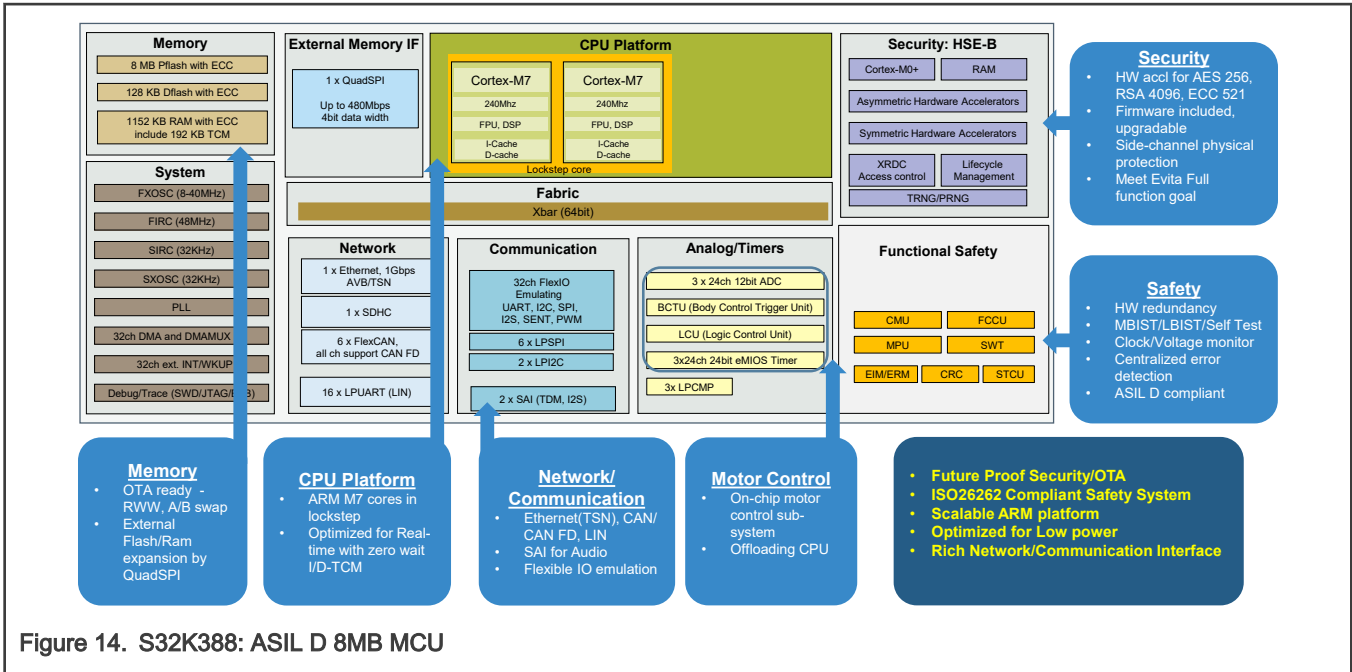 Memory
8 MB Pflash with ECC
128 KB Dflash with ECC
1152 KB RAM with ECC
include 192 KB TCM
External Memory IF
1 x QuadSPI
Up to 480Mbps
4bit data width
CPU Platform
Cortex-M7
240Mhz
FPU, DSP
I-Cache
D-cache
Cortex-M7
240Mhz
FPU, DSP
I-Cache
D-cache
Lockstep core
Security: HSE-B
Cortex-M0+
RAM
Asymmetric Hardware Accelerators
Symmetric Hardware Accelerators
XRDC
Access control
Lifecycle
Management
TRNG/PRNG
Security
• HW accl for AES 256,
RSA 4096, ECC 521
• Firmware included,
upgradable
• Side-channel physical
protection
• Meet Evita Full
function goal
System
FXOSC (8-40MHz)
FIRC (48MHz)
SIRC (32KHz)
SXOSC (32KHz)
PLL
32ch DMA and DMAMUX
32ch ext. INT/WKUP
Debug/Trace (SWD/JTAG/
Fabric
Xbar (64bit)
Network
1 x Ethernet, 1Gbps
AVB/TSN
1 x SDHC
6 x FlexCAN,
all ch support CAN FD
16 x LPUART (LIN)
Communication
32ch FlexIO
Emulating
UART, I2C, SPI,
I2S, SENT, PWM
6 x LPSPI
2 x LPI2C
2 x SAI (TDM, I2S)
Analog/Timers
3 x 24ch 12bit ADC
BCTU (Body Control Trigger Unit)
LCU (Logic Control Unit)
3x24ch 24bit eMIOS Timer
3x LPCMP
Functional Safety
CMU
FCCU
MPU
SWT
EIM/ERM
CRC
STCU
Safety
• HW redundancy
• MBIST/LBIST/Self Test
• Clock/Voltage monitor
• Centralized error
detection
• ASIL D compliant
Memory
• OTA ready -
RWW, A/B swap
• External
Flash/Ram
expansion by
QuadSPI
CPU Platform
• ARM M7 cores in
lockstep
• Optimized for Real-
time with zero wait
I/D-TCM
Network/
Communication
• Ethernet(TSN), CAN/
CAN FD, LIN
• SAI for Audio
• Flexible IO emulation
Motor Control
• On-chip motor
control sub-
system
• Offloading CPU
• Future Proof Security/OTA
• ISO26262 Compliant Safety System
• Scalable ARM platform
• Optimized for Low power
• Rich Network/Communication Interface
Figure 14. S32K388: ASIL D 8MB MCU